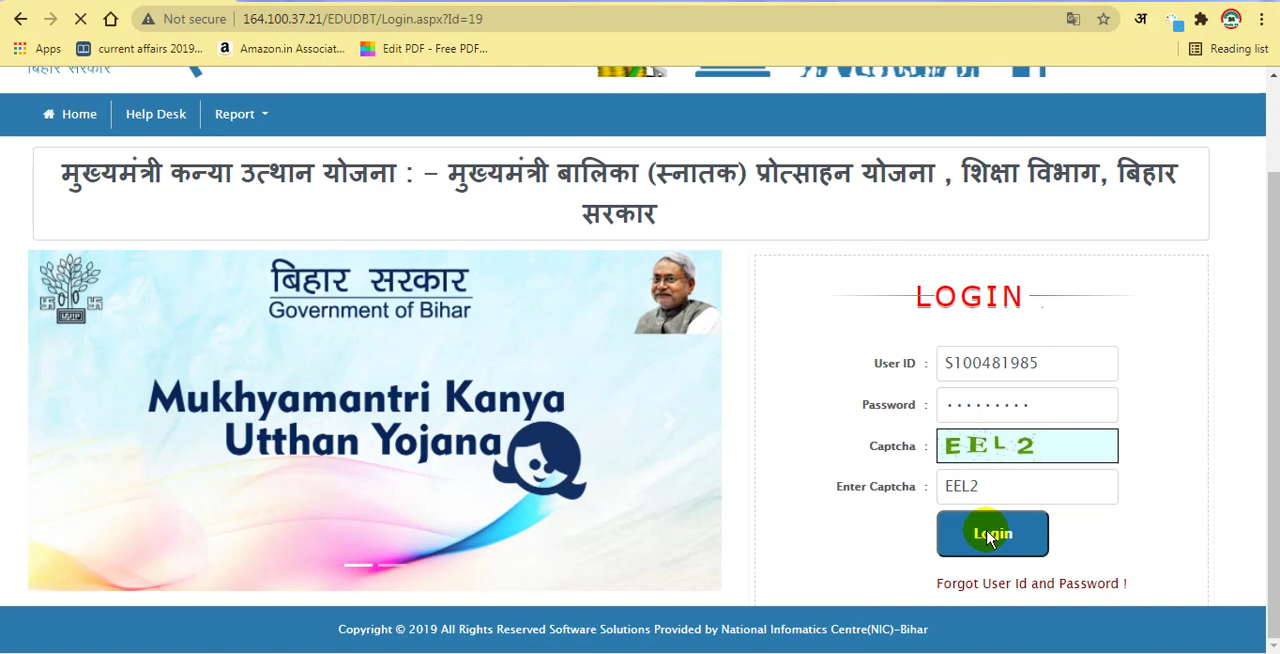 Not secure | 164.100.37.21/EDUDBT/Login.aspx?Id=19
Apps current affairs 2019... Amazon.in Associat... Edit PDF - Free PDF... Reading list
बिहार सरकार
Home Help Desk Report
मुख्यमंत्री कन्या उत्थान योजना : – मुख्यमंत्री बालिका (स्नातक) प्रोत्साहन योजना , शिक्षा विभाग, बिहार
सरकार
बिहार सरकार
Government of Bihar
Mukhyamantri Kanya
Utthan Yojana
LOGIN
User ID : S100481985
Password : •••••••••
Captcha : EEL2
Enter Captcha : EEL2
Login
Forgot User Id and Password !
Copyright © 2019 All Rights Reserved Software Solutions Provided by National Infomatics Centre(NIC)-Bihar